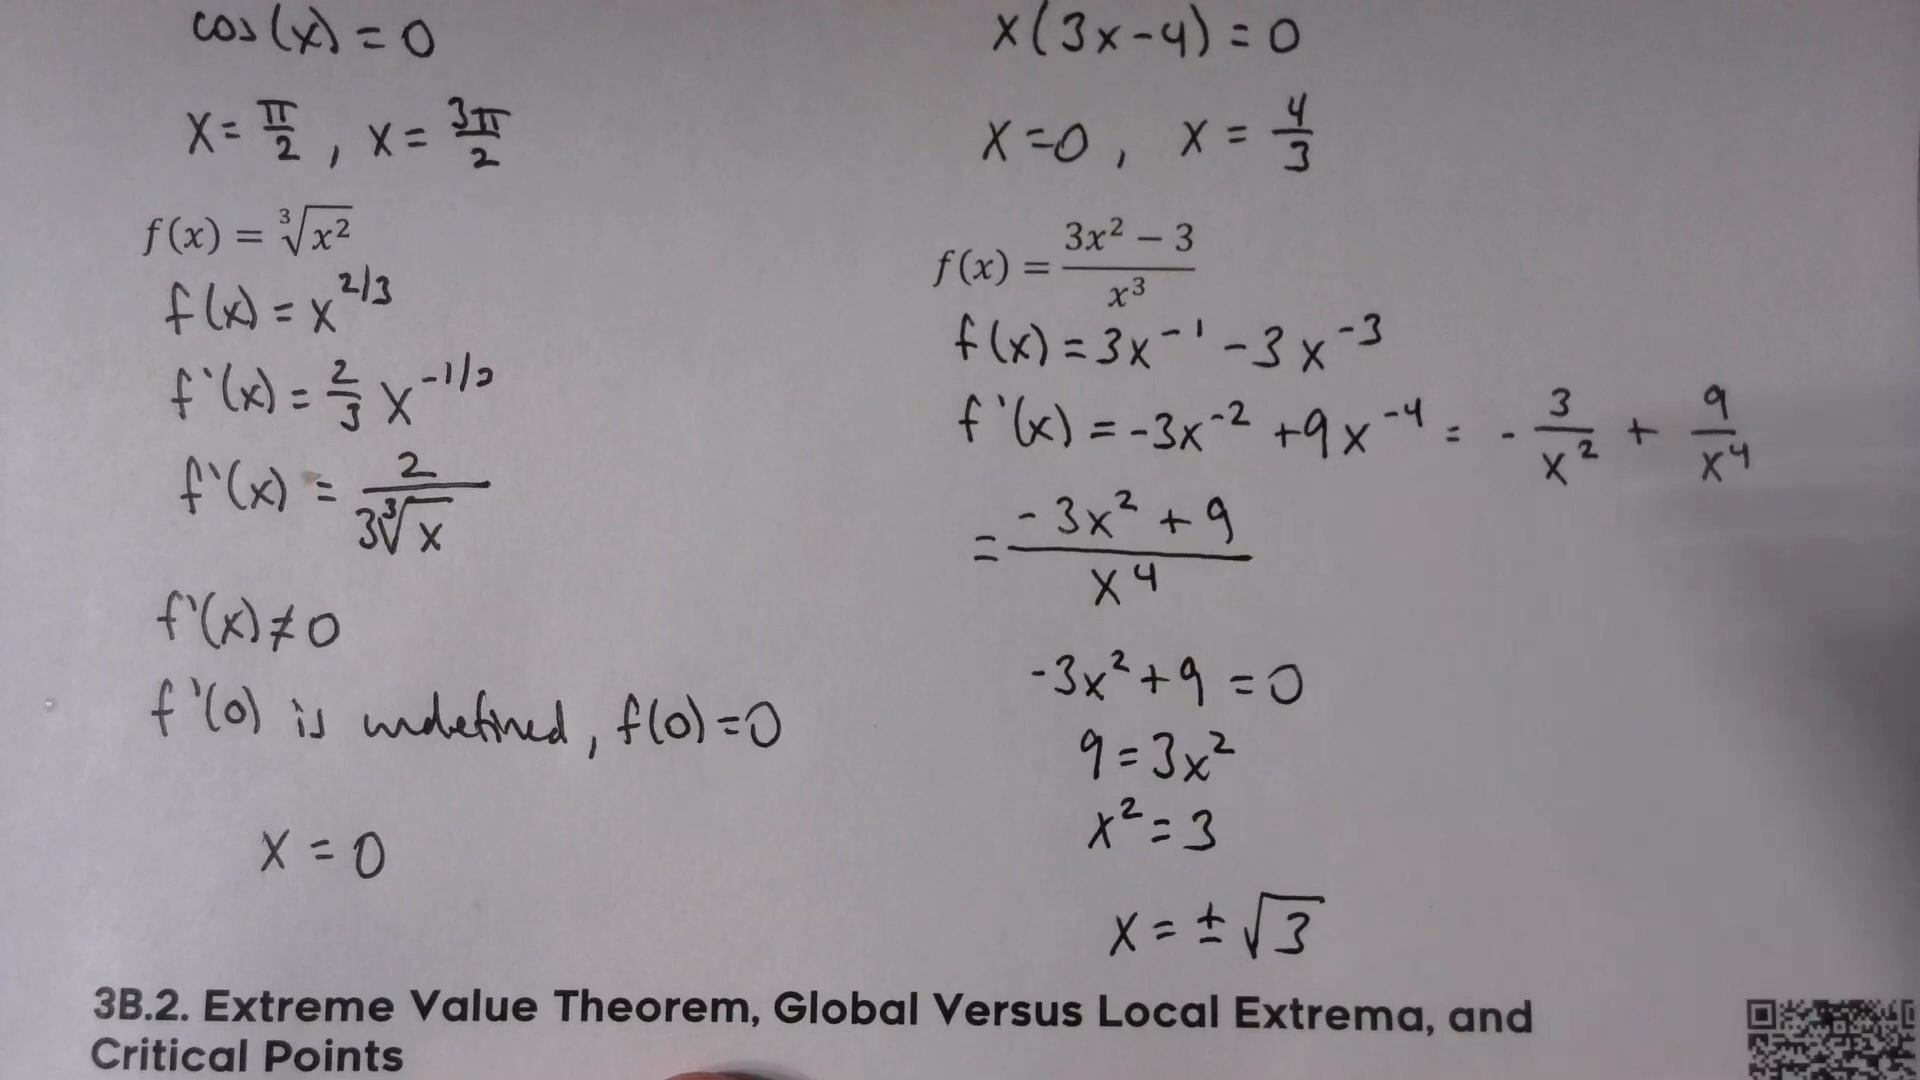 cos(x) = 0
x = π/2, x = 3π/2
f(x) = ∛x²
f(x) = x^2/3
f'(x) = 2/3 x^-1/3
f'(x) = 2/(3∛x)
f'(x) ≠ 0
f'(0) is undefined, f(0) = 0
x = 0
x(3x-4) = 0
x = 0, x = 4/3
f(x) = (3x² − 3)/x³
f(x) = 3x^-1 - 3x^-3
f'(x) = -3x^-2 + 9x^-4 = - 3/x² + 9/x⁴
= (-3x² + 9)/x⁴
-3x² + 9 = 0
9 = 3x²
x² = 3
x = ±√3
3B.2. Extreme Value Theorem, Global Versus Local Extrema, and
Critical Points